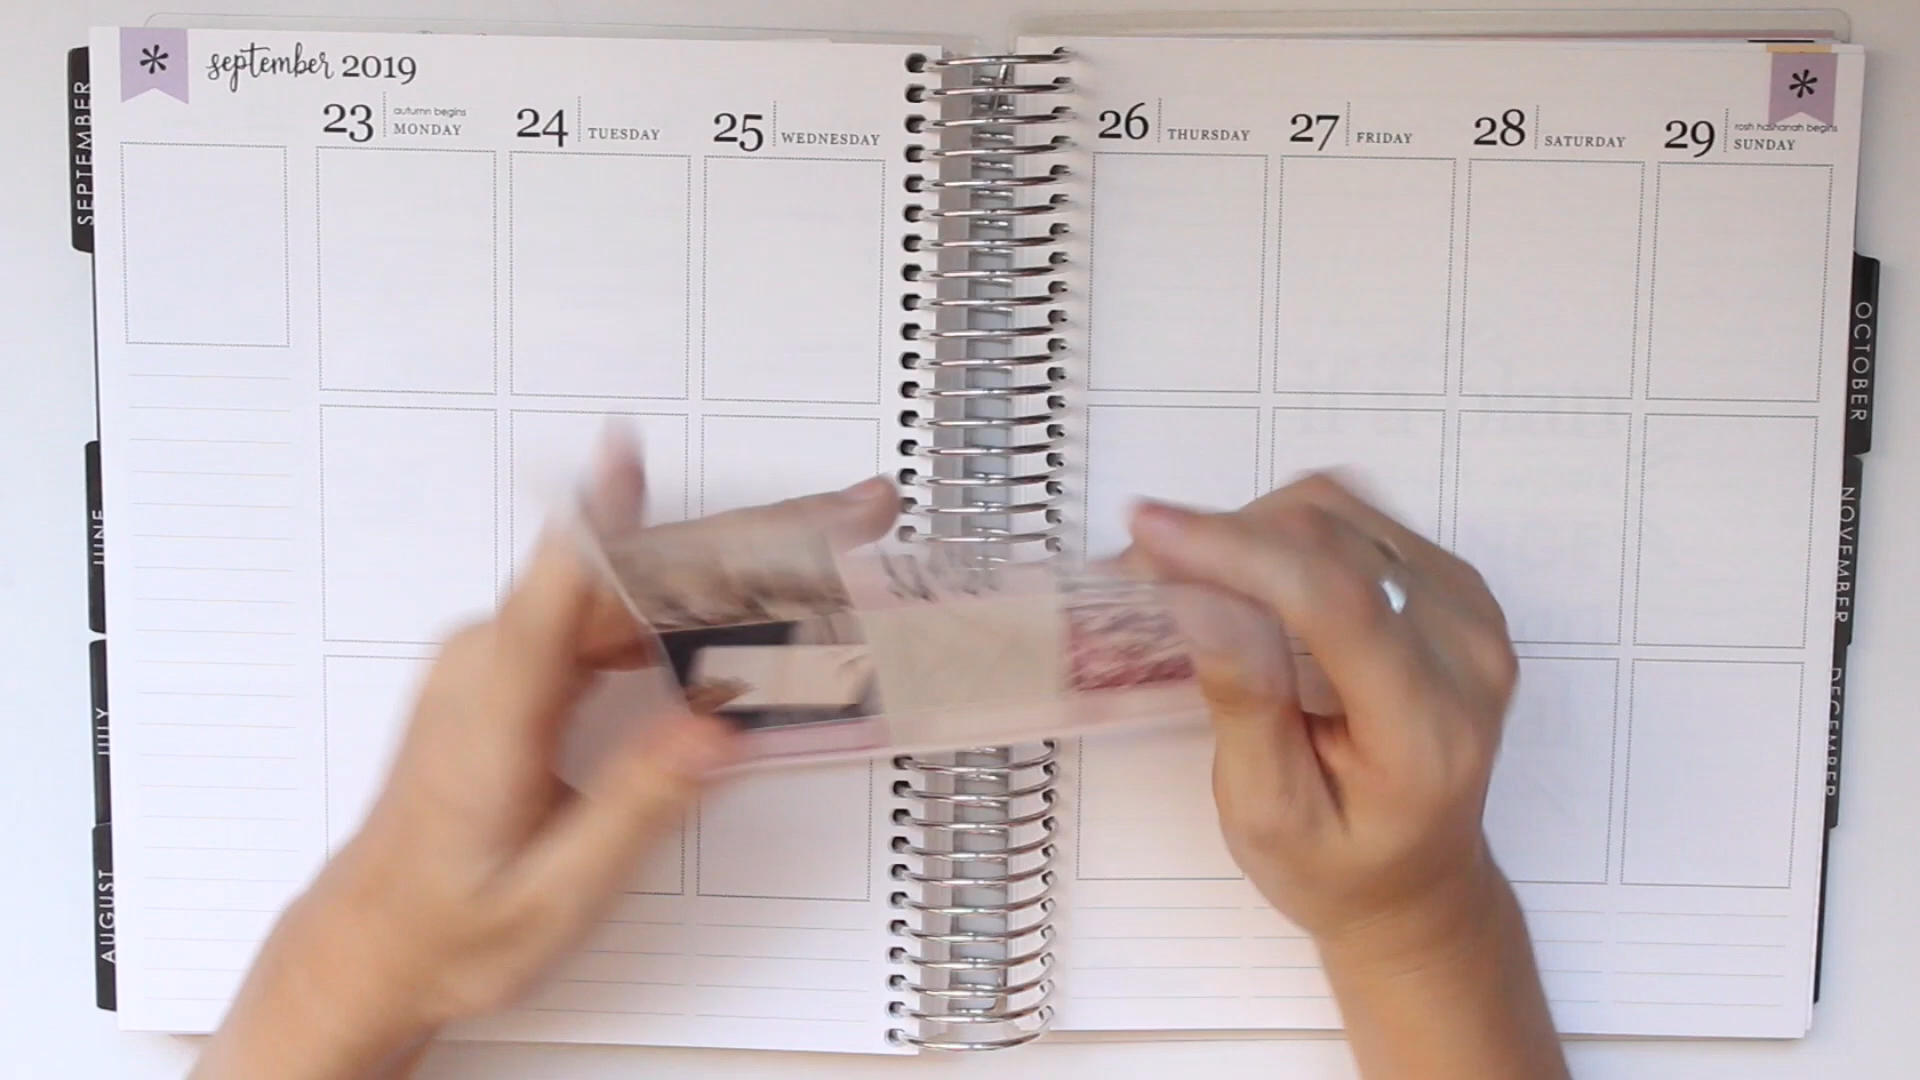 * september 2019 *
23 autumn begins MONDAY
24 TUESDAY
25 WEDNESDAY
26 THURSDAY
27 FRIDAY
28 SATURDAY
29 rosh hashanah begins SUNDAY
SEPTEMBER
JUNE
JULY
AUGUST
OCTOBER
NOVEMBER
DECEMBER